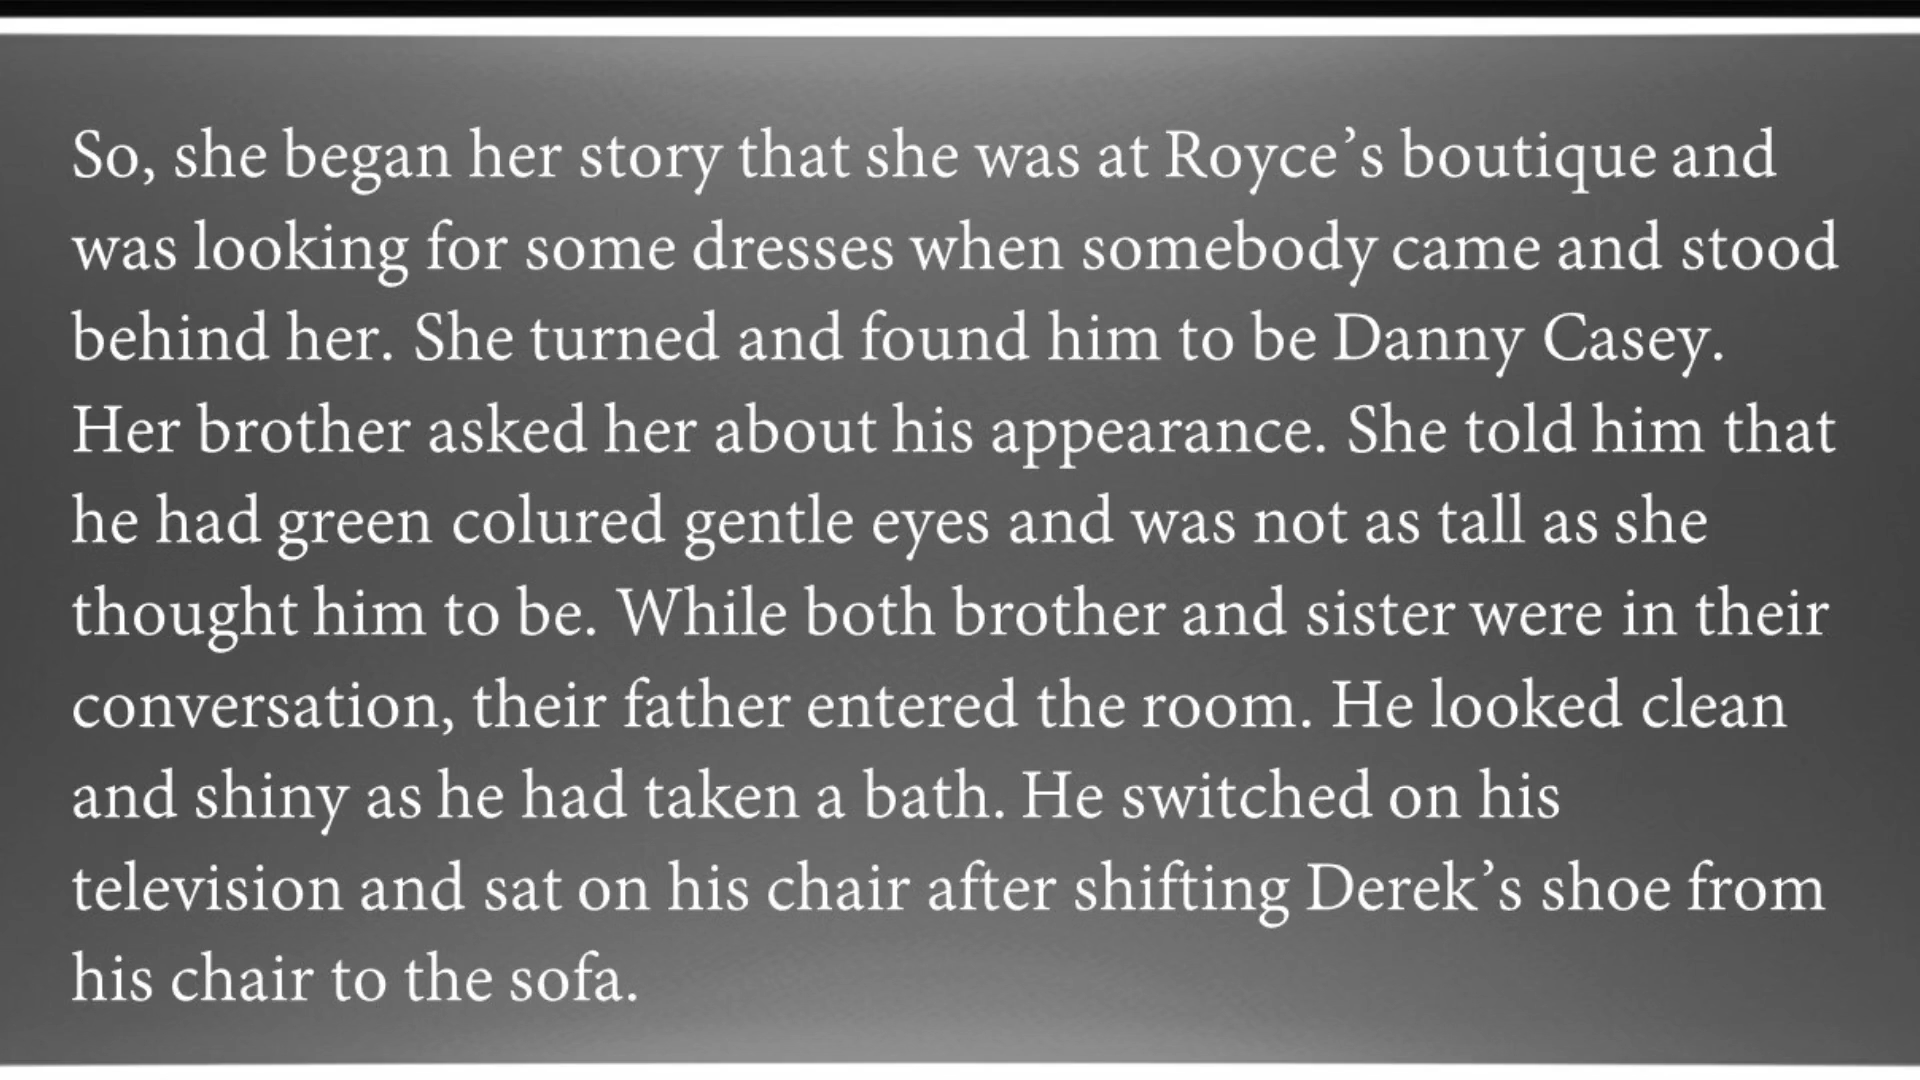 So, she began her story that she was at Royce’s boutique and
was looking for some dresses when somebody came and stood
behind her. She turned and found him to be Danny Casey.
Her brother asked her about his appearance. She told him that
he had green colured gentle eyes and was not as tall as she
thought him to be. While both brother and sister were in their
conversation, their father entered the room. He looked clean
and shiny as he had taken a bath. He switched on his
television and sat on his chair after shifting Derek’s shoe from
his chair to the sofa.